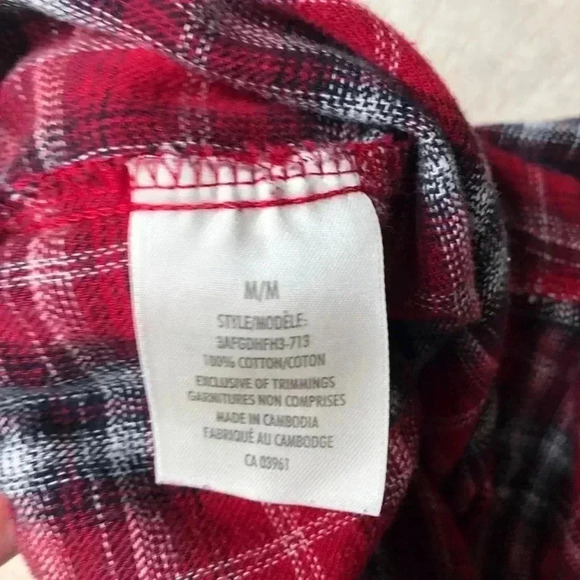 M/M
STYLE/MODÈLE:
3AFGDHFH3-713
100% COTTON/COTON
EXCLUSIVE OF TRIMMINGS
GARNITURES NON COMPRISES
MADE IN CAMBODIA
FABRIQUÉ AU CAMBODGE
CA 03961